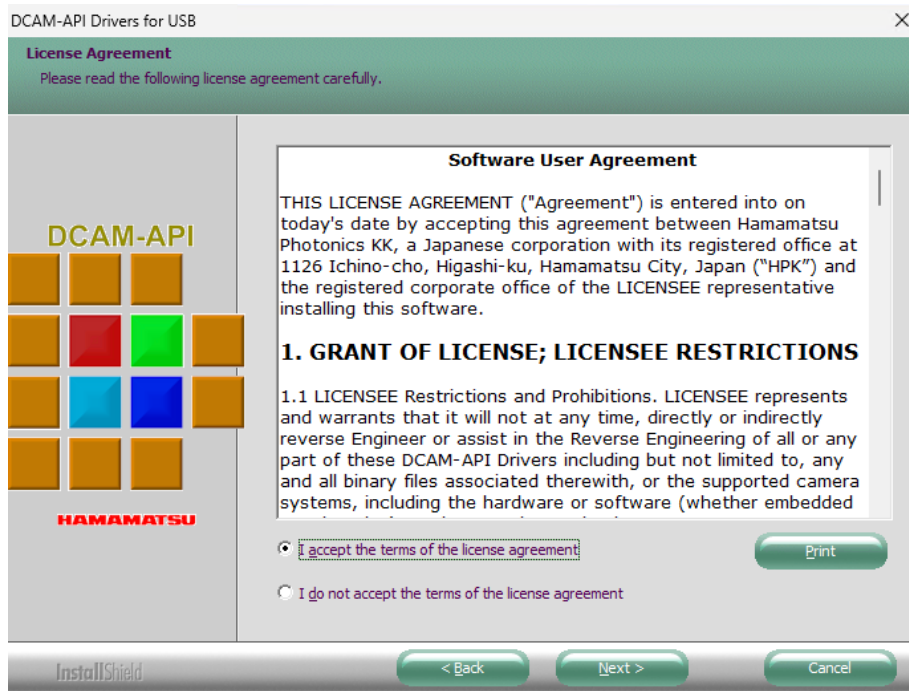 DCAM-API Drivers for USB
License Agreement
Please read the following license agreement carefully.
DCAM-API
HAMAMATSU
Software User Agreement
THIS LICENSE AGREEMENT ("Agreement") is entered into on
today's date by accepting this agreement between Hamamatsu
Photonics KK, a Japanese corporation with its registered office at
1126 Ichino-cho, Higashi-ku, Hamamatsu City, Japan (“HPK”) and
the registered corporate office of the LICENSEE representative
installing this software.
1. GRANT OF LICENSE; LICENSEE RESTRICTIONS
1.1 LICENSEE Restrictions and Prohibitions. LICENSEE represents
and warrants that it will not at any time, directly or indirectly
reverse Engineer or assist in the Reverse Engineering of all or any
part of these DCAM-API Drivers including but not limited to, any
and all binary files associated therewith, or the supported camera
systems, including the hardware or software (whether embedded
I accept the terms of the license agreement
Print
I do not accept the terms of the license agreement
InstallShield
< Back
Next >
Cancel